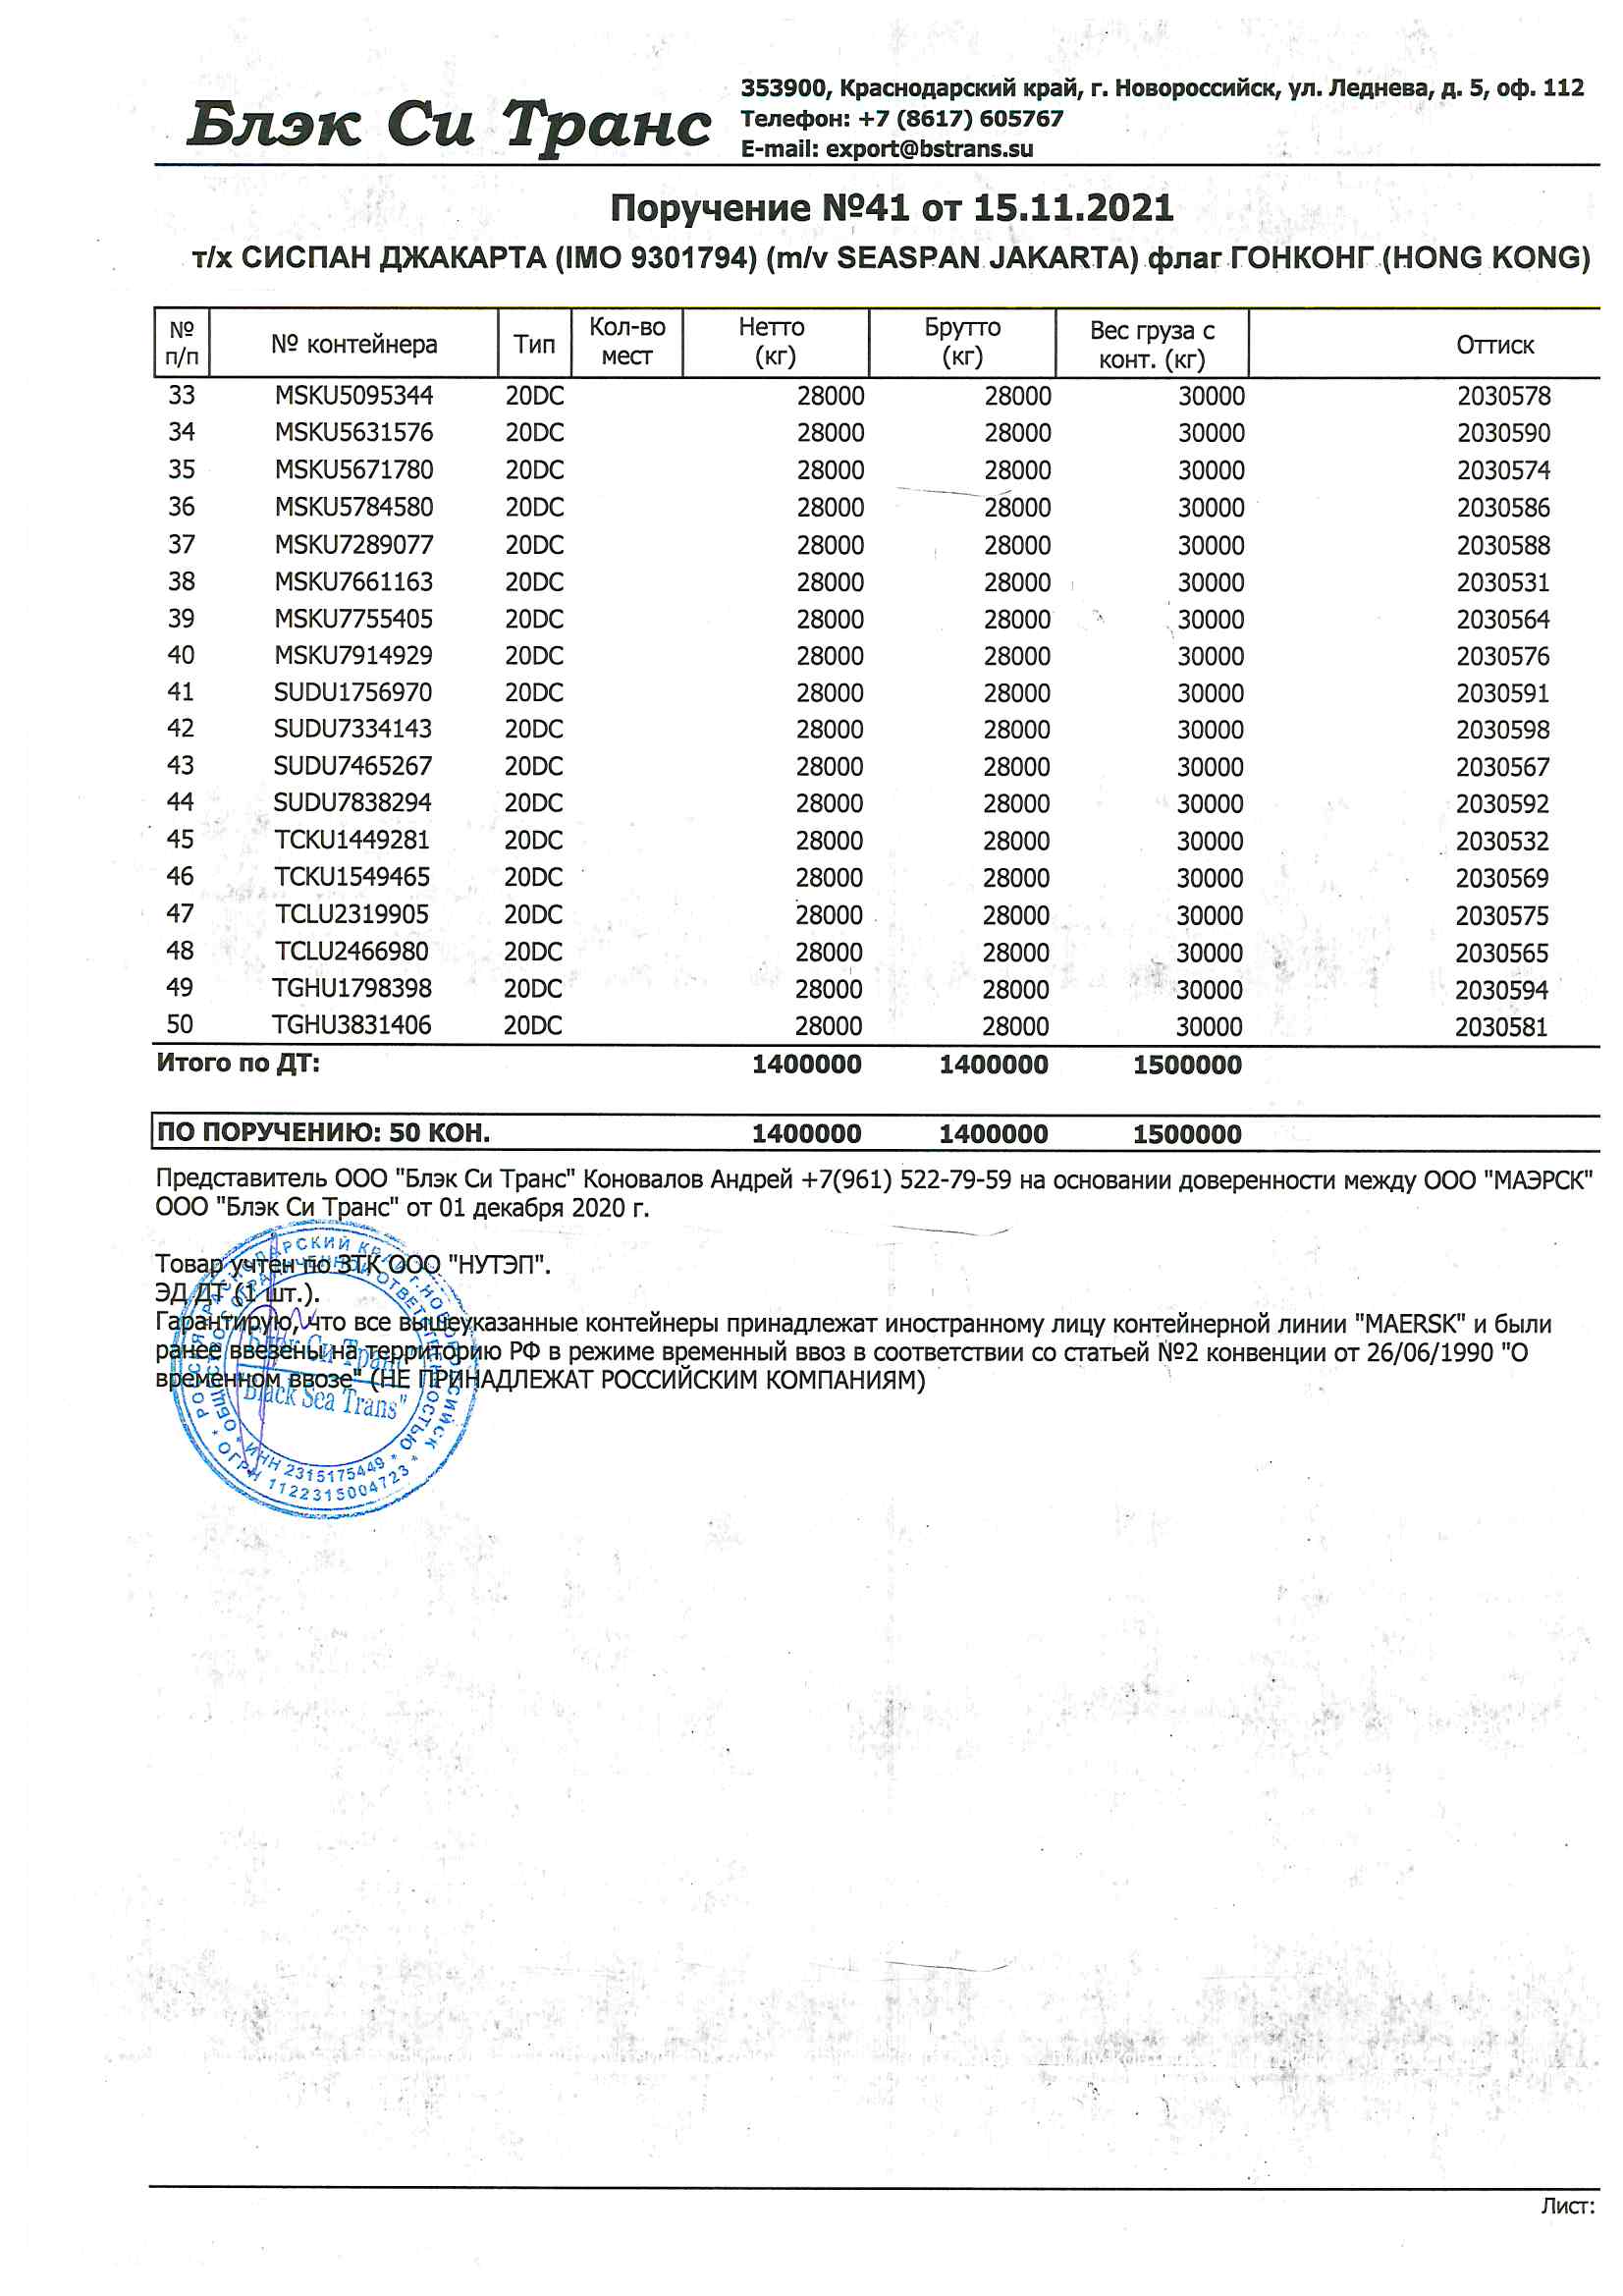 Блэк Си Транс
353900, Краснодарский край, г. Новороссийск, ул. Леднева, д. 5, оф. 112
Телефон: +7 (8617) 605767
E-mail: export@bstrans.su
Поручение №41 от 15.11.2021
т/х СИСПАН ДЖАКАРТА (IMO 9301794) (m/v SEASPAN JAKARTA) флаг ГОНКОНГ (HONG KONG)
№ п/п № контейнера Тип Кол-во мест Нетто (кг) Брутто (кг) Вес груза с конт. (кг) Оттиск
33 MSKU5095344 20DC 28000 28000 30000 2030578
34 MSKU5631576 20DC 28000 28000 30000 2030590
35 MSKU5671780 20DC 28000 28000 30000 2030574
36 MSKU5784580 20DC 28000 28000 30000 2030586
37 MSKU7289077 20DC 28000 28000 30000 2030588
38 MSKU7661163 20DC 28000 28000 30000 2030531
39 MSKU7755405 20DC 28000 28000 30000 2030564
40 MSKU7914929 20DC 28000 28000 30000 2030576
41 SUDU1756970 20DC 28000 28000 30000 2030591
42 SUDU7334143 20DC 28000 28000 30000 2030598
43 SUDU7465267 20DC 28000 28000 30000 2030567
44 SUDU7838294 20DC 28000 28000 30000 2030592
45 TCKU1449281 20DC 28000 28000 30000 2030532
46 TCKU1549465 20DC 28000 28000 30000 2030569
47 TCLU2319905 20DC 28000 28000 30000 2030575
48 TCLU2466980 20DC 28000 28000 30000 2030565
49 TGHU1798398 20DC 28000 28000 30000 2030594
50 TGHU3831406 20DC 28000 28000 30000 2030581
Итого по ДТ: 1400000 1400000 1500000
ПО ПОРУЧЕНИЮ: 50 КОН. 1400000 1400000 1500000
Представитель ООО "Блэк Си Транс" Коновалов Андрей +7(961) 522-79-59 на основании доверенности между ООО "МАЭРСК"
ООО "Блэк Си Транс" от 01 декабря 2020 г.
Товар учтен по ЗТК ООО "НУТЭП".
ЭД ДТ (1 шт.).
Гарантирую, что все вышеуказанные контейнеры принадлежат иностранному лицу контейнерной линии "MAERSK" и были
ранее ввезены на территорию РФ в режиме временный ввоз в соответствии со статьей №2 конвенции от 26/06/1990 "О
временном ввозе" (НЕ ПРИНАДЛЕЖАТ РОССИЙСКИМ КОМПАНИЯМ)
РОССИЯ КРАСНОДАРСКИЙ КРАЙ г. НОВОРОССИЙСК
* ОГРН 1122315004723 *
ОБЩЕСТВО С ОГРАНИЧЕННОЙ ОТВЕТСТВЕННОСТЬЮ
* ИНН 2315175449 *
Блэк Си Транс"
"Black Sea Trans"
Лист: